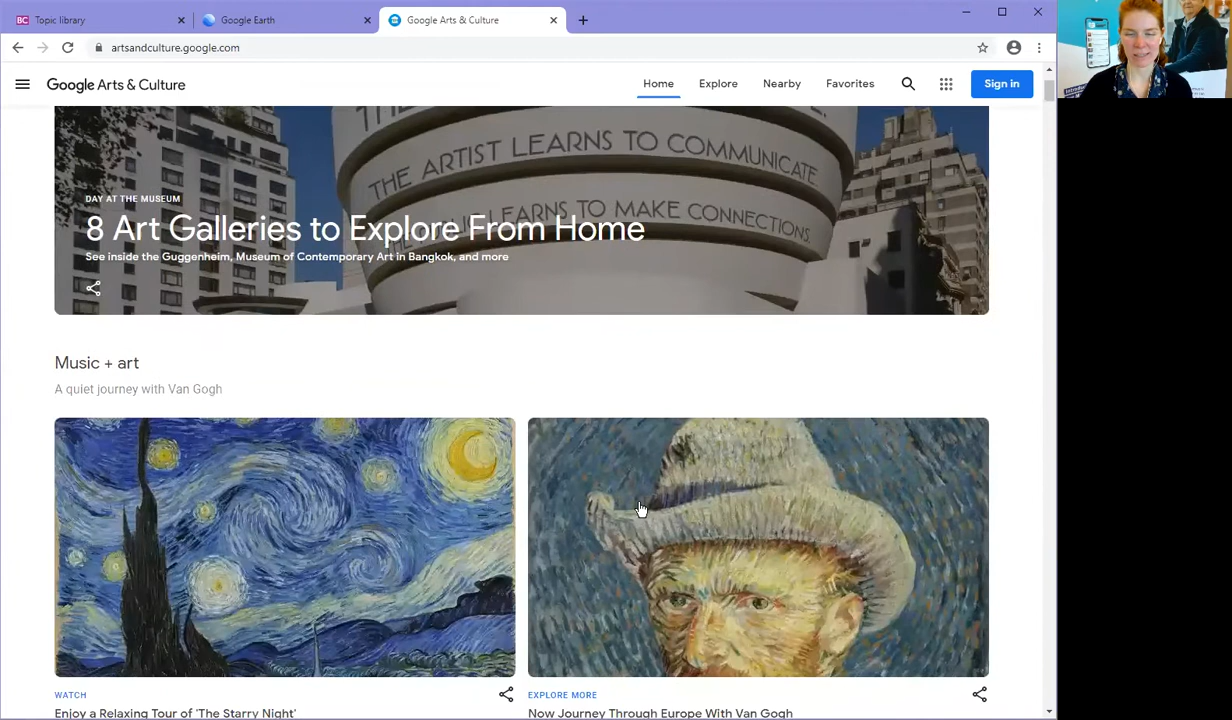 BC Topic library
Google Earth
Google Arts & Culture
artsandculture.google.com
Google Arts & Culture
Home
Explore
Nearby
Favorites
Sign in
THE ARTIST LEARNS TO COMMUNICATE.
LEARNS TO MAKE CONNECTIONS.
DAY AT THE MUSEUM
8 Art Galleries to Explore From Home
See inside the Guggenheim, Museum of Contemporary Art in Bangkok, and more
Music + art
A quiet journey with Van Gogh
WATCH
Enjoy a Relaxing Tour of 'The Starry Night'
EXPLORE MORE
Now Journey Through Europe With Van Gogh